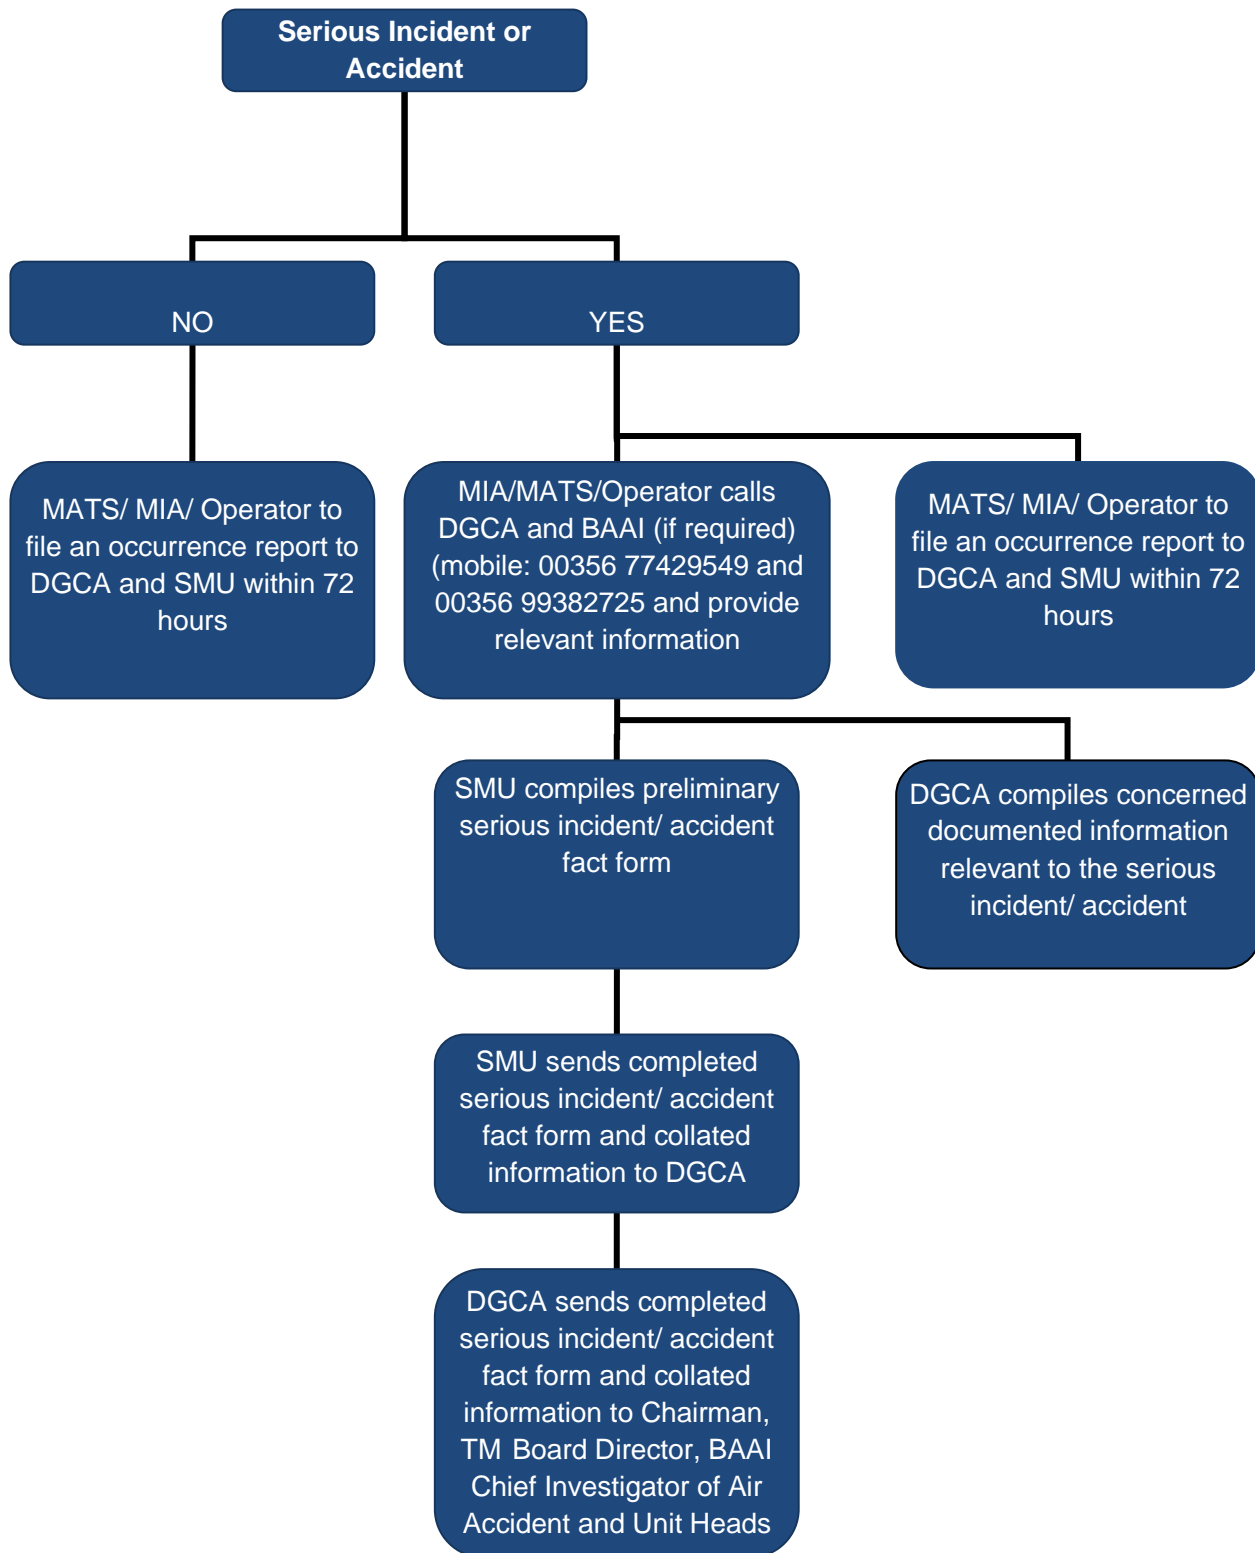 Serious Incident or
Accident
NO
YES
MATS/ MIA/ Operator to
file an occurrence report to
DGCA and SMU within 72
hours
MIA/MATS/Operator calls
DGCA and BAAI (if required)
(mobile: 00356 77429549 and
00356 99382725 and provide
relevant information
MATS/ MIA/ Operator to
file an occurrence report to
DGCA and SMU within 72
hours
SMU compiles preliminary
serious incident/ accident
fact form
DGCA compiles concerned
documented information
relevant to the serious
incident/ accident
SMU sends completed
serious incident/ accident
fact form and collated
information to DGCA
DGCA sends completed
serious incident/ accident
fact form and collated
information to Chairman,
TM Board Director, BAAI
Chief Investigator of Air
Accident and Unit Heads